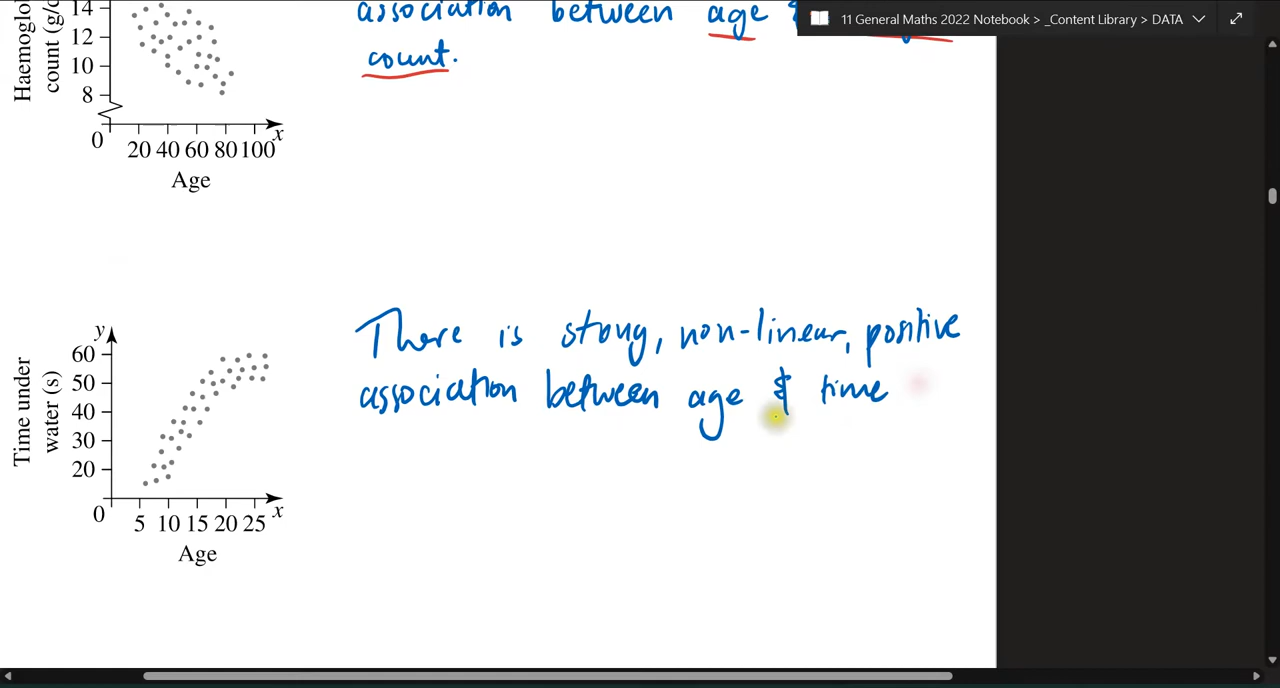 11 General Maths 2022 Notebook > _Content Library > DATA
association between age &
count.
Haemoglo
count (g/
14
12
10
8
0
20 40 60 80 100
x
Age
There is strong, non-linear, positive
association between age & time
y
Time under
water (s)
60
50
40
30
20
0
5 10 15 20 25
x
Age